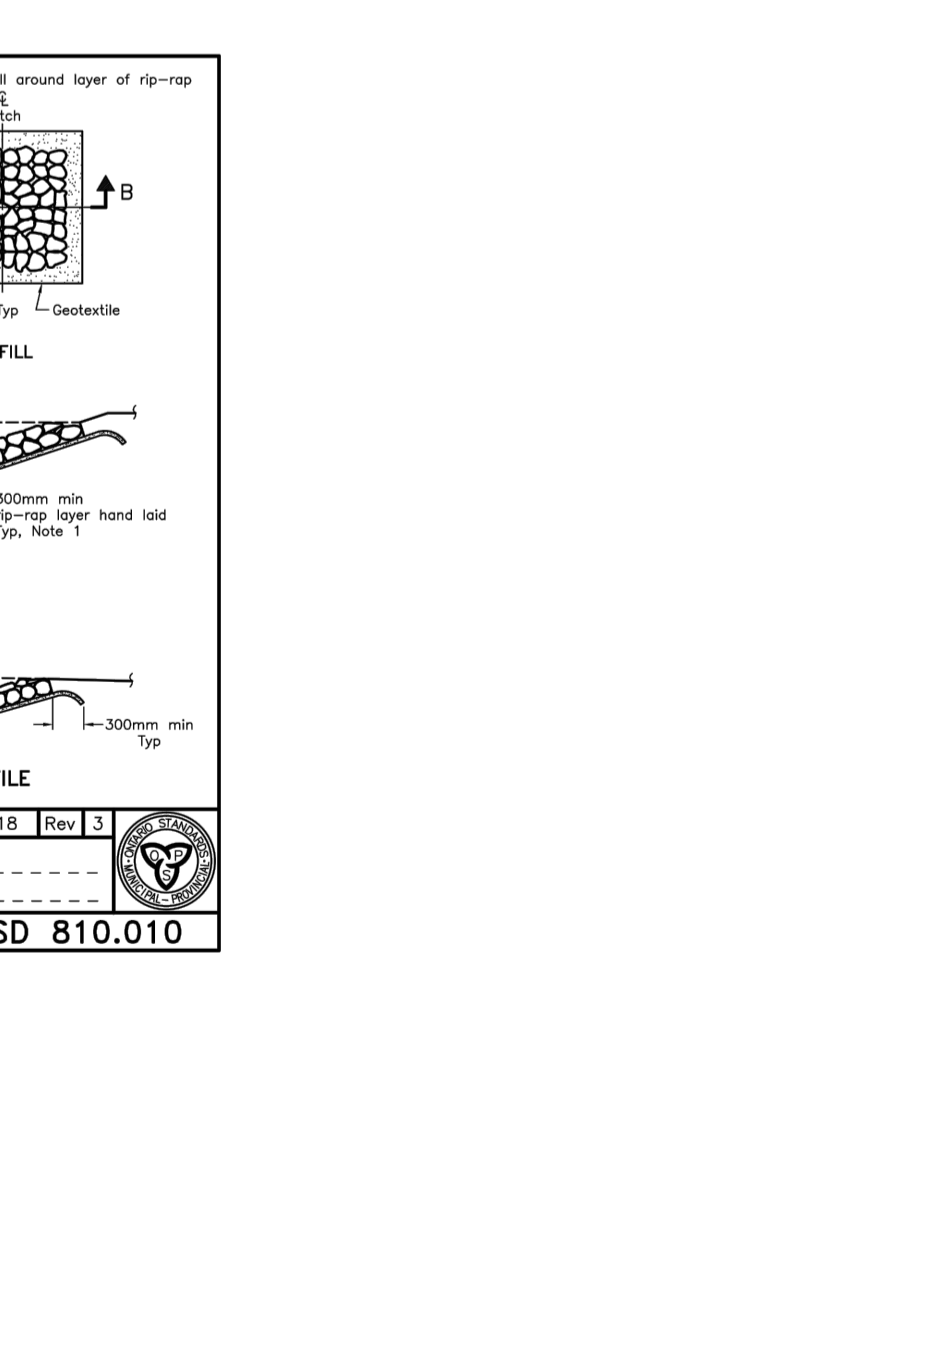 ll around layer of rip-rap
℄
tch
B
Typ
Geotextile
FILL
300mm min
rip-rap layer hand laid
Typ, Note 1
300mm min
Typ
ILE
18 Rev 3
ONTARIO STANDARDS
O P
S
MUNICIPAL - PROVINCIAL
SD 810.010